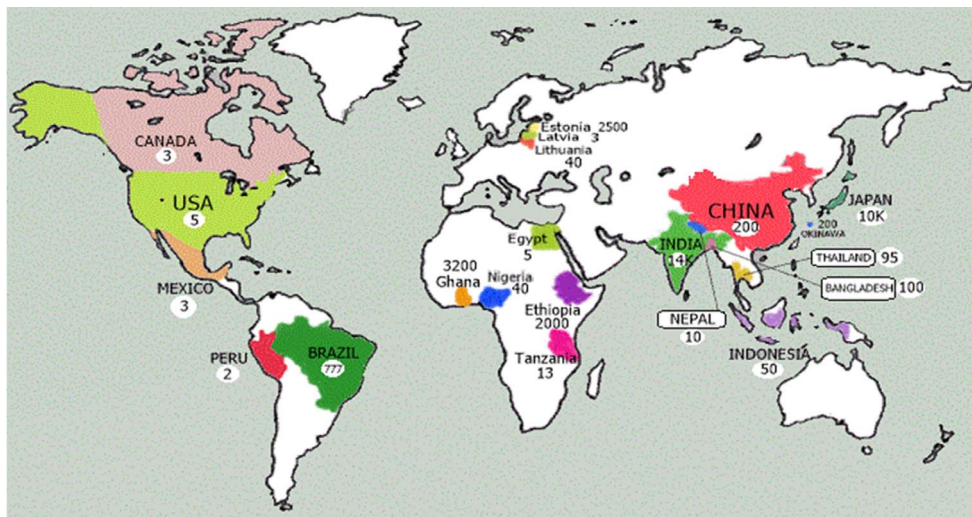 CANADA
3
USA
5
MEXICO
3
PERU
2
BRAZIL
777
Estonia 2500
Latvia 3
Lithuania
40
Egypt
5
3200
Ghana
Nigeria
40
Ethiopia
2000
Tanzania
13
CHINA
200
INDIA
14K
NEPAL
10
JAPAN
10K
200
OKINAWA
THAILAND 95
BANGLADESH 100
INDONESIA
50